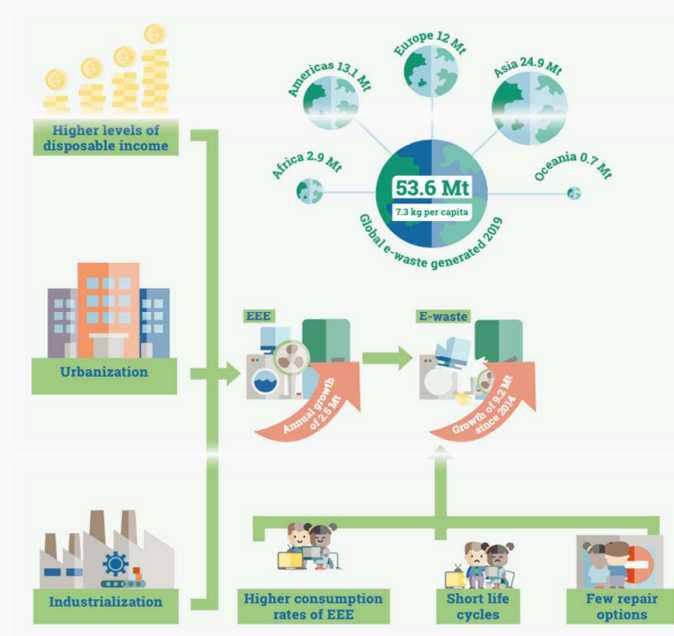 Higher levels of
disposable income
Africa 2.9 Mt
Americas 13.1 Mt
Europe 12 Mt
Asia 24.9 Mt
Oceania 0.7 Mt
53.6 Mt
7.3 kg per capita
Global e-waste generated 2019
Urbanization
EEE
Annual growth
of 2.5 Mt
E-waste
Growth of 9.2 Mt
since 2014
Industrialization
Higher consumption
rates of EEE
Short life
cycles
Few repair
options